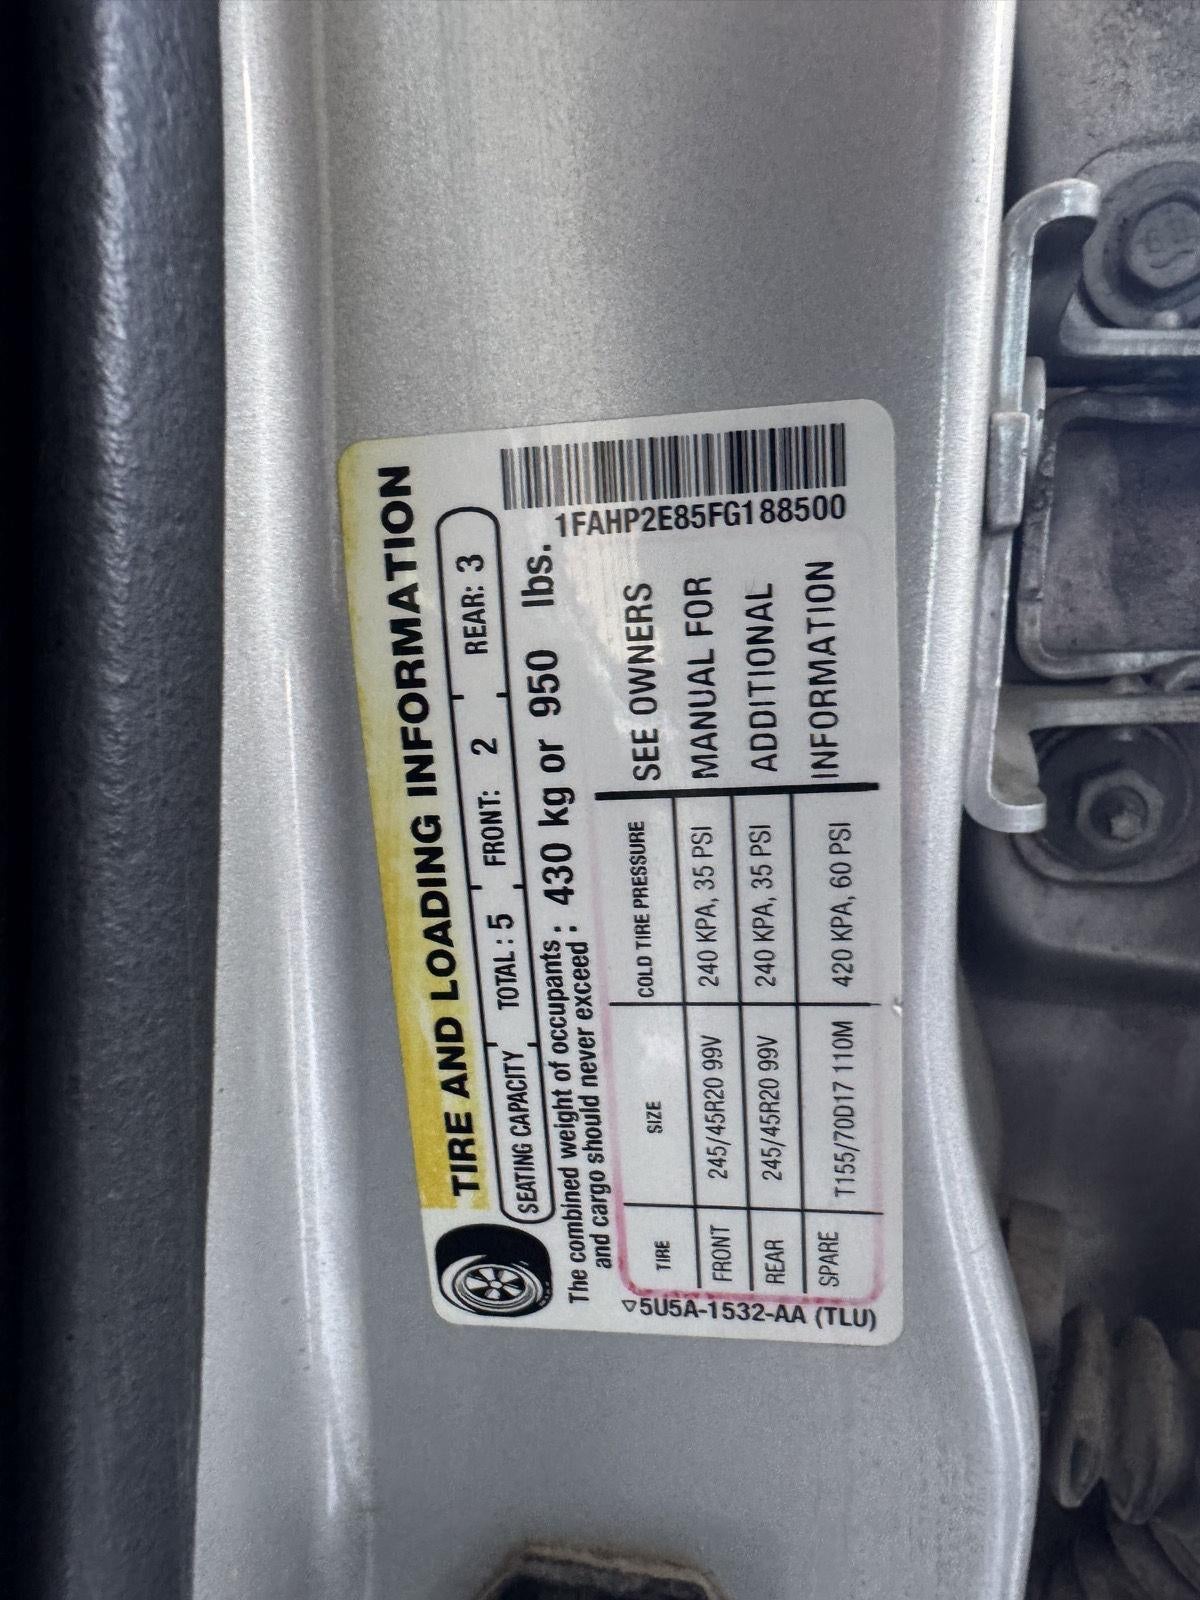 TIRE AND LOADING INFORMATION
SEATING CAPACITY TOTAL : 5 FRONT: 2 REAR: 3
The combined weight of occupants
and cargo should never exceed : 430 kg or 950 lbs.
TIRE SIZE COLD TIRE PRESSURE
FRONT 245/45R20 99V 240 KPA, 35 PSI
REAR 245/45R20 99V 240 KPA, 35 PSI
SPARE T155/70D17 110M 420 KPA, 60 PSI
SEE OWNERS
MANUAL FOR
ADDITIONAL
INFORMATION
1FAHP2E85FG188500
▽5U5A-1532-AA (TLU)